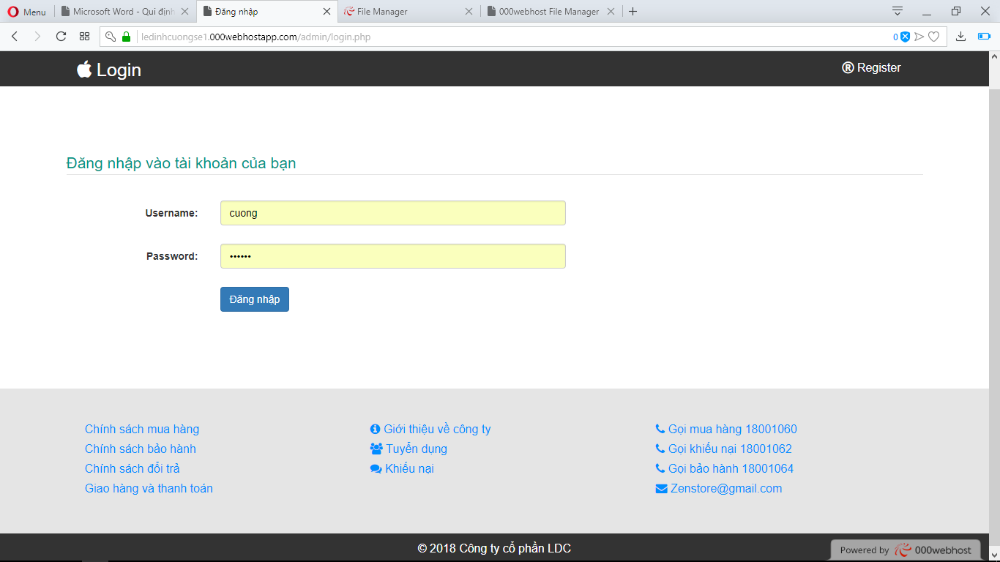 Menu
Microsoft Word - Qui định
Đăng nhập
File Manager
000webhost File Manager
ledinhcuongse1.000webhostapp.com/admin/login.php
0
Login
® Register
Đăng nhập vào tài khoản của bạn
Username:
cuong
Password:
••••••
Đăng nhập
Chính sách mua hàng
Chính sách bảo hành
Chính sách đổi trả
Giao hàng và thanh toán
Giới thiệu về công ty
Tuyển dụng
Khiếu nại
Gọi mua hàng 18001060
Gọi khiếu nại 18001062
Gọi bảo hành 18001064
Zenstore@gmail.com
© 2018 Công ty cổ phần LDC
Powered by 000webhost